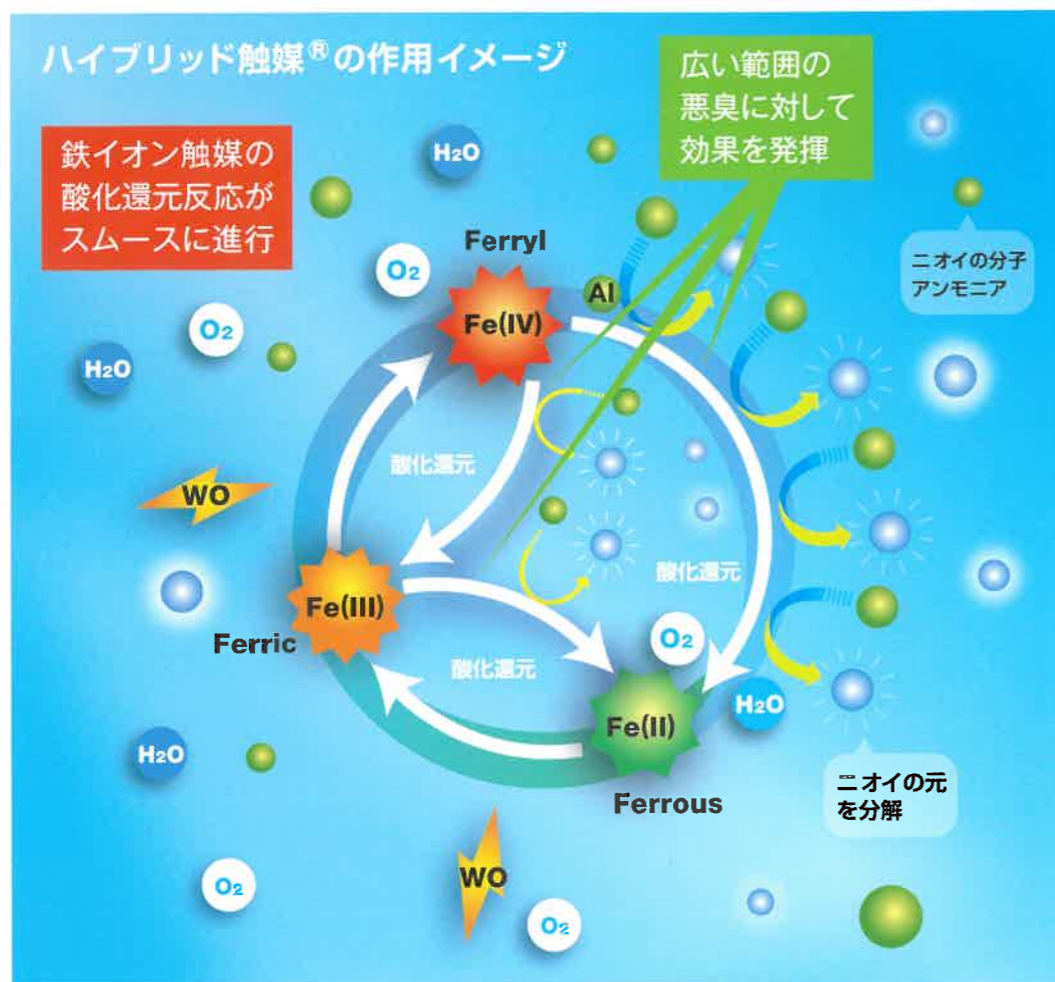 ハイブリッド触媒®の作用イメージ
広い範囲の
悪臭に対して
効果を発揮
鉄イオン触媒の
酸化還元反応が
スムースに進行
H₂O
Ferryl
O₂
Al
ニオイの分子
アンモニア
Fe(IV)
O₂
H₂O
酸化還元
WO
酸化還元
Fe(III)
Ferric
O₂
酸化還元
H₂O
Fe(II)
H₂O
Ferrous
ニオイの元
を分解
WO
O₂
O₂